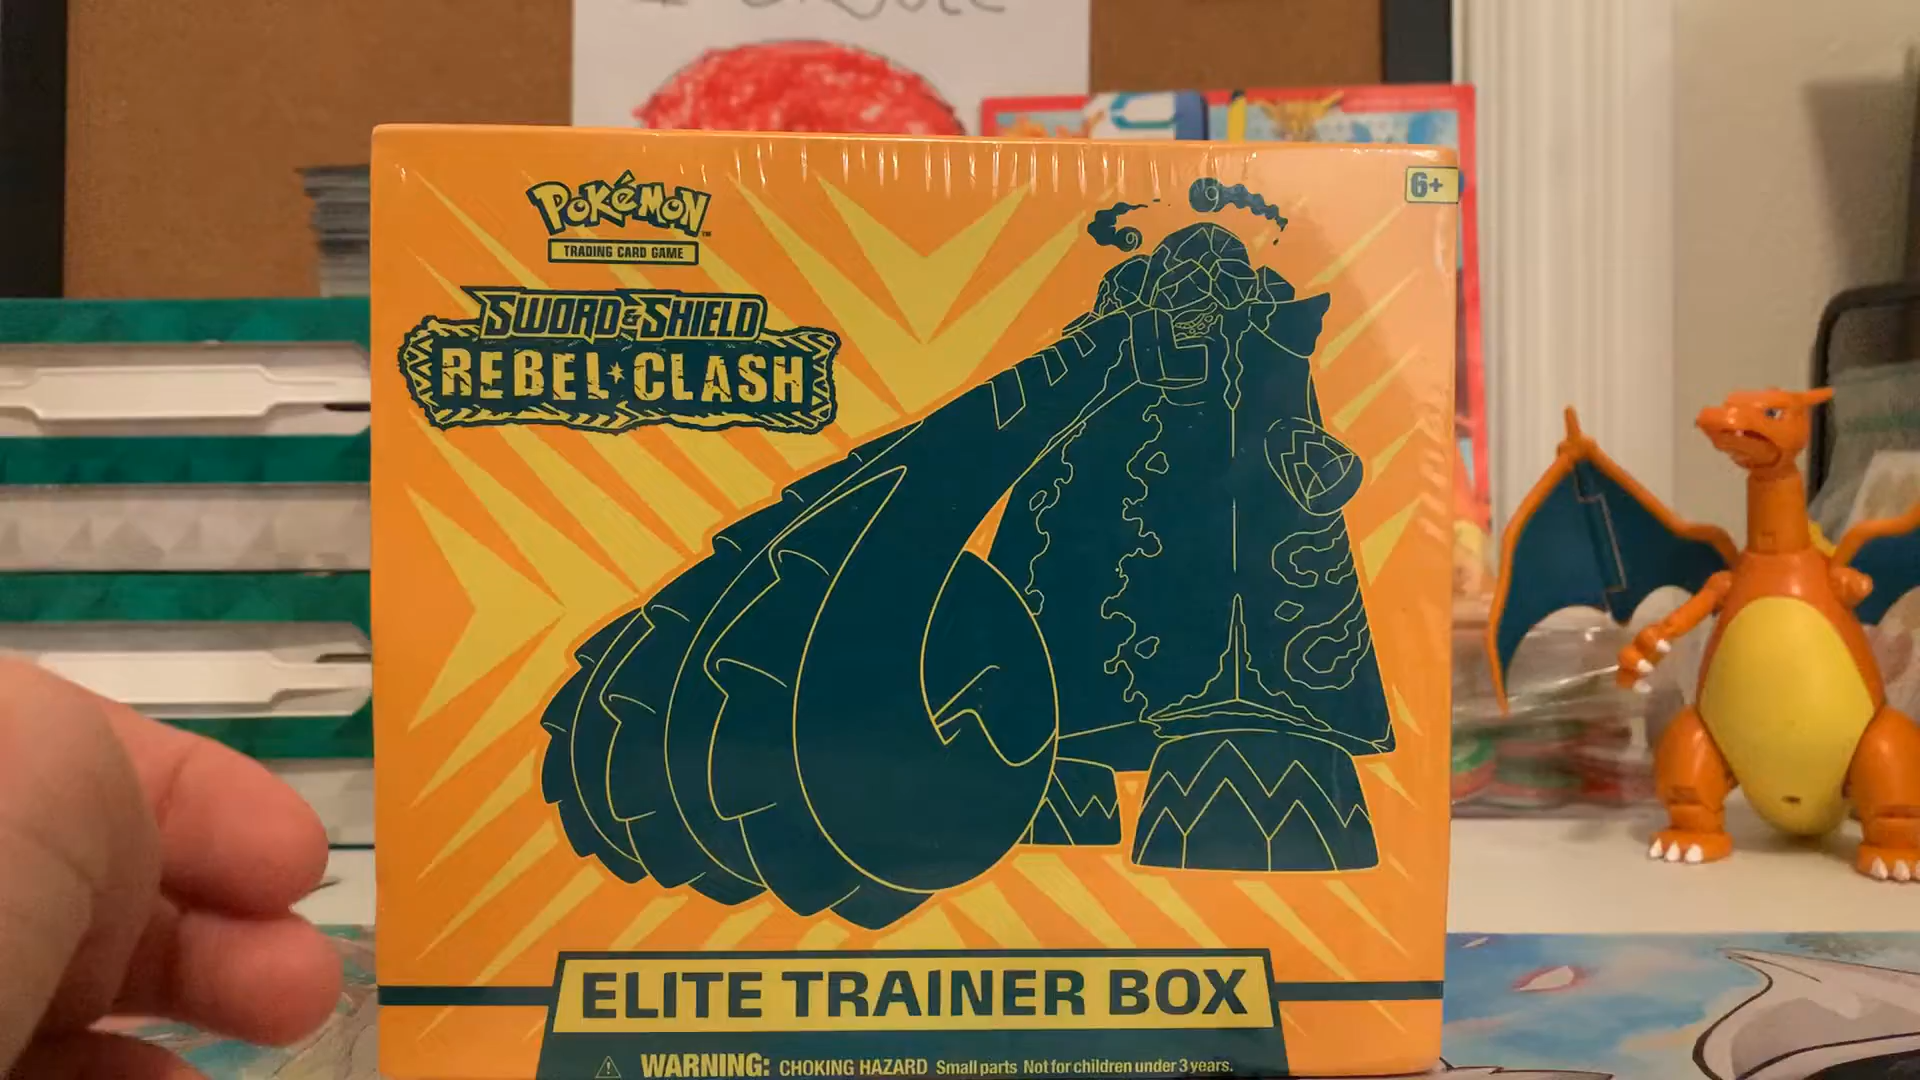 POKéMON
TRADING CARD GAME
6+
SWORD & SHIELD
REBEL CLASH
ELITE TRAINER BOX
WARNING: CHOKING HAZARD Small parts Not for children under 3 years.